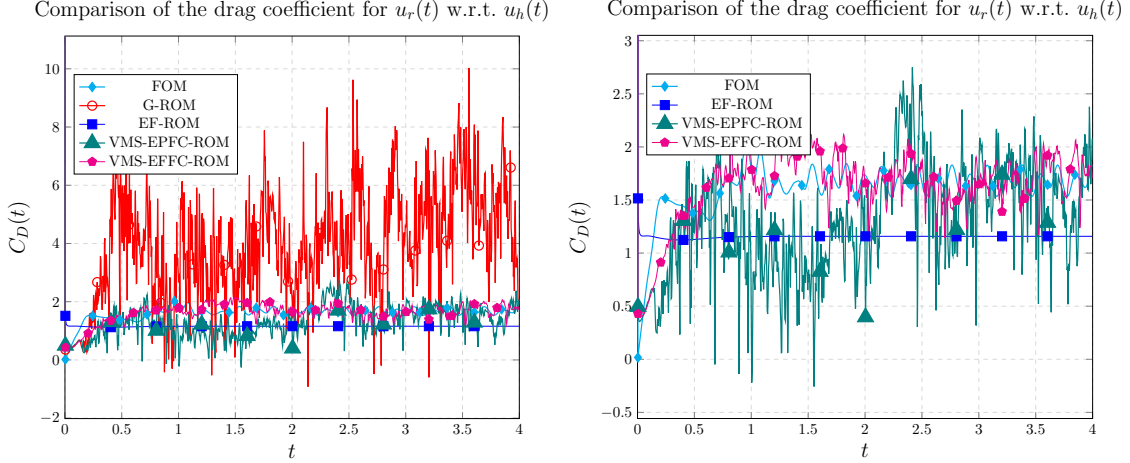 Comparison of the drag coefficient for u_r(t) w.r.t. u_h(t)
10
8
6
4
2
0
−2
C_D(t)
FOM
G-ROM
EF-ROM
VMS-EPFC-ROM
VMS-EFFC-ROM
0 0.5 1 1.5 2 2.5 3 3.5 4
t
Comparison of the drag coefficient for u_r(t) w.r.t. u_h(t)
3
2.5
2
1.5
1
0.5
0
−0.5
C_D(t)
FOM
EF-ROM
VMS-EPFC-ROM
VMS-EFFC-ROM
0 0.5 1 1.5 2 2.5 3 3.5 4
t